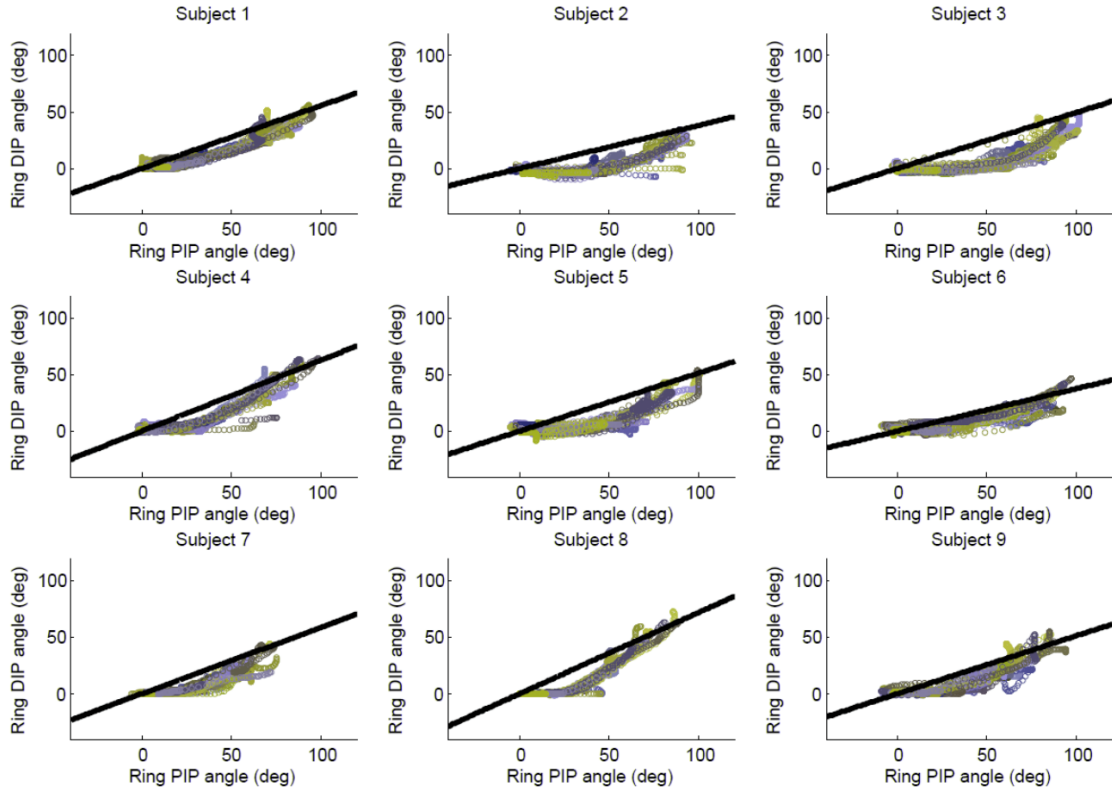 Subject 1
Subject 2
Subject 3
100
50
0
Ring DIP angle (deg)
0
50
100
Ring PIP angle (deg)
100
50
0
Ring DIP angle (deg)
0
50
100
Ring PIP angle (deg)
100
50
0
Ring DIP angle (deg)
0
50
100
Ring PIP angle (deg)
Subject 4
Subject 5
Subject 6
100
50
0
Ring DIP angle (deg)
0
50
100
Ring PIP angle (deg)
100
50
0
Ring DIP angle (deg)
0
50
100
Ring PIP angle (deg)
100
50
0
Ring DIP angle (deg)
0
50
100
Ring PIP angle (deg)
Subject 7
Subject 8
Subject 9
100
50
0
Ring DIP angle (deg)
0
50
100
Ring PIP angle (deg)
100
50
0
Ring DIP angle (deg)
0
50
100
Ring PIP angle (deg)
100
50
0
Ring DIP angle (deg)
0
50
100
Ring PIP angle (deg)